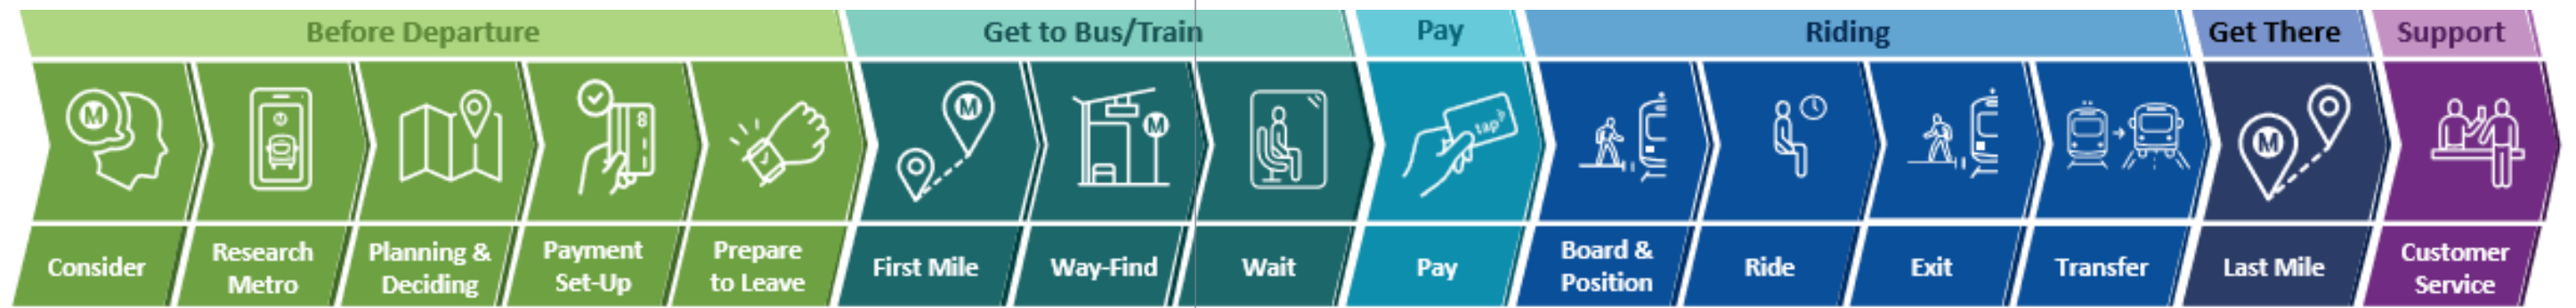 Before Departure
Get to Bus/Train
Pay
Riding
Get There
Support
M
M
8
M
M
tap
M
Consider
Research
Metro
Planning &
Deciding
Payment
Set-Up
Prepare
to Leave
First Mile
Way-Find
Wait
Pay
Board &
Position
Ride
Exit
Transfer
Last Mile
Customer
Service